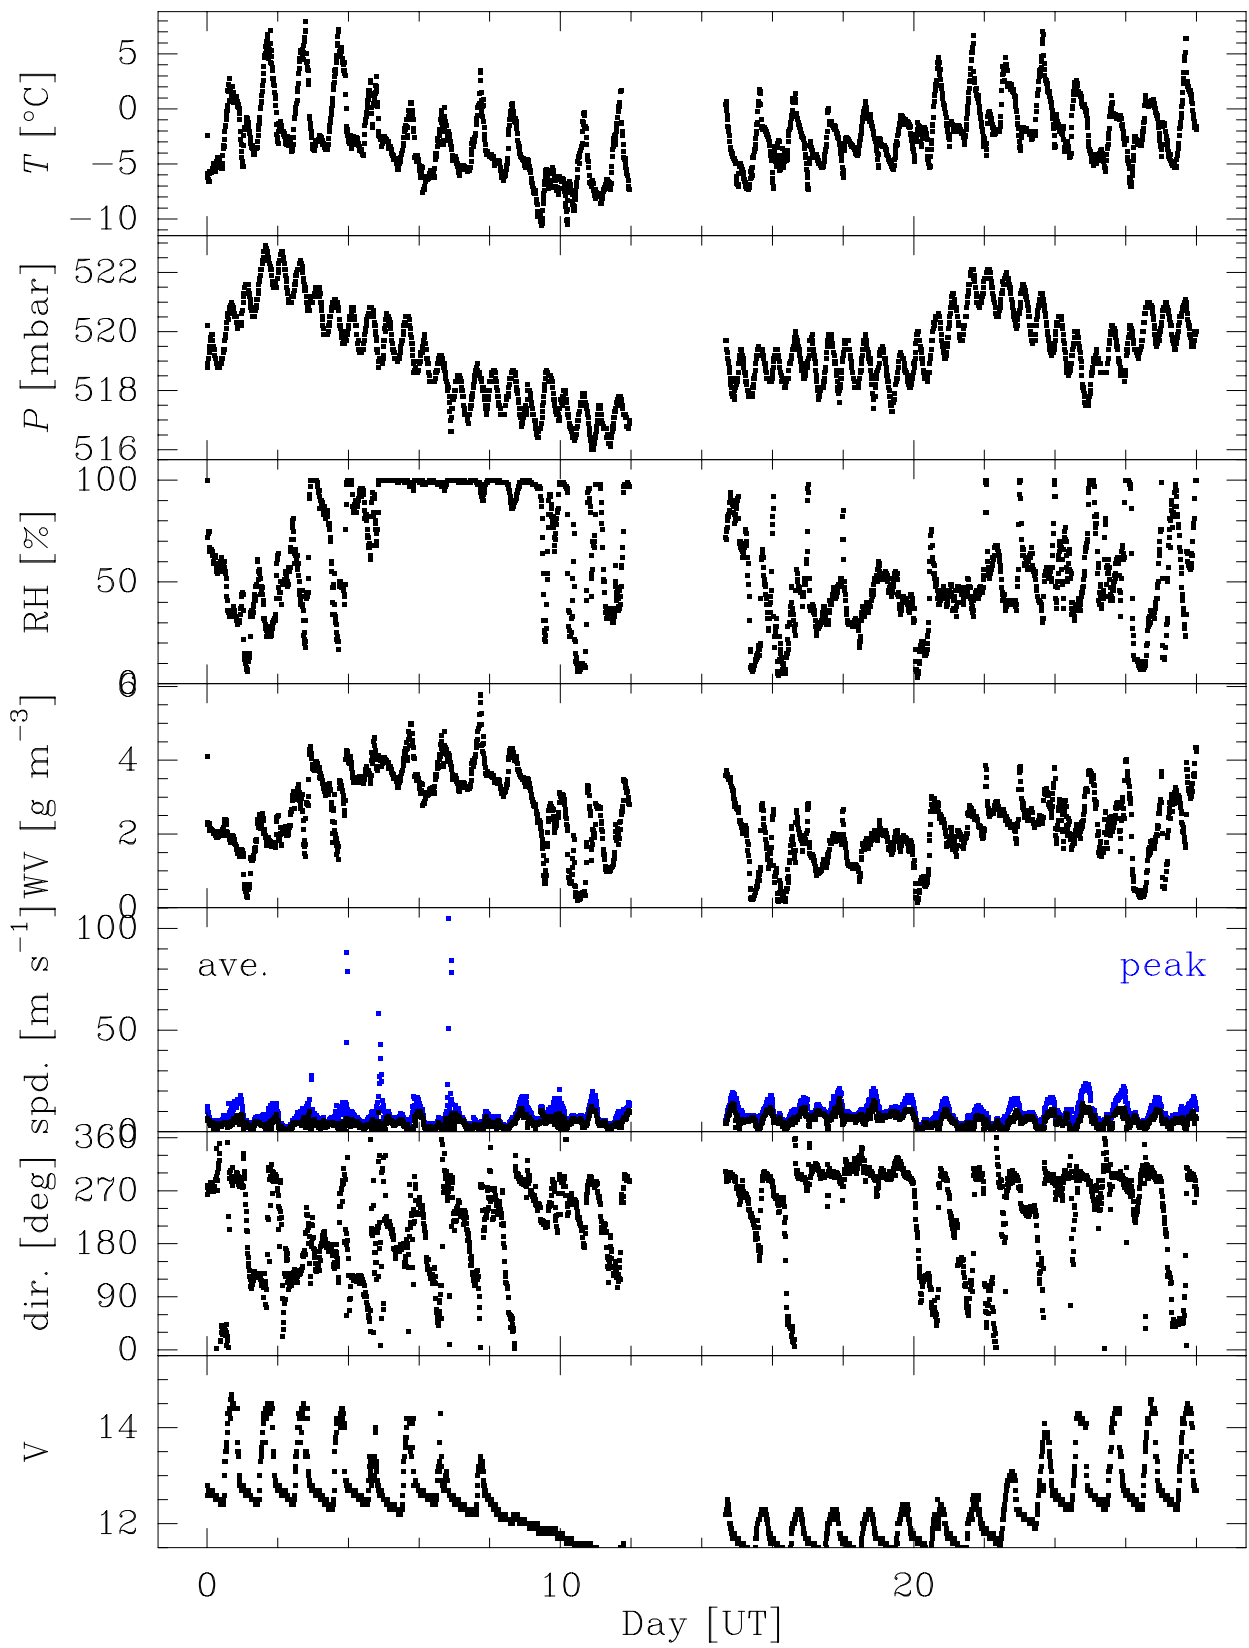 T [°C]
5
0
−5
−10
P [mbar]
522
520
518
516
RH [%]
100
50
0
WV [g m⁻³]
6
4
2
0
spd. [m s⁻¹]
100
50
0
ave.
peak
dir. [deg]
360
270
180
90
0
V
14
12
0 10 20
Day [UT]